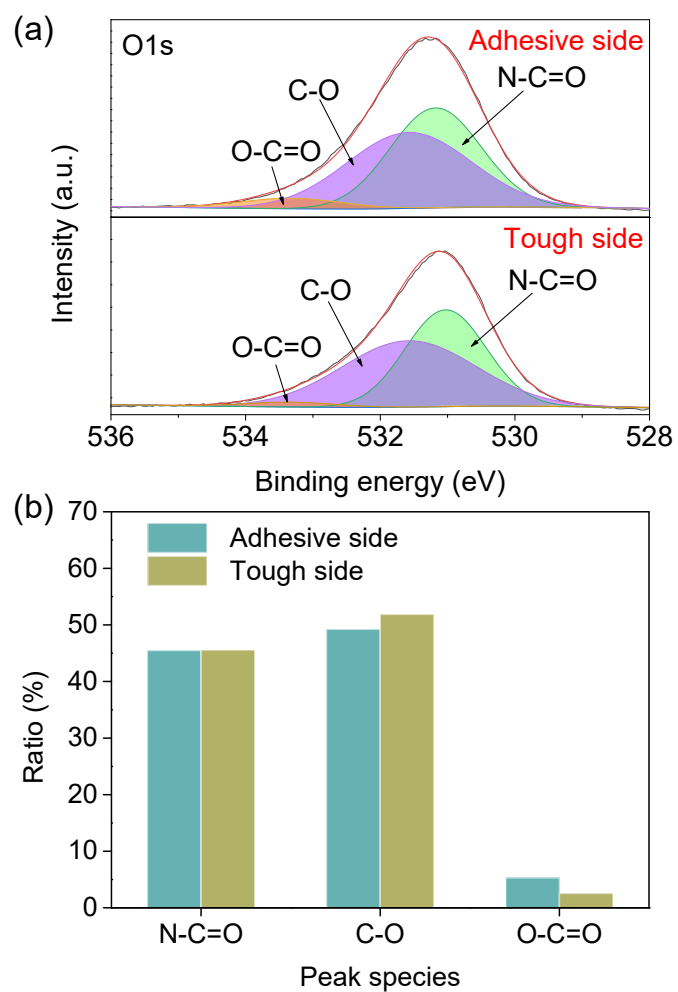 (a)
O1s
Adhesive side
N-C=O
C-O
O-C=O
Tough side
N-C=O
C-O
O-C=O
Intensity (a.u.)
536 534 532 530 528
Binding energy (eV)
(b)
70
60
50
40
30
20
10
0
Adhesive side
Tough side
Ratio (%)
N-C=O C-O O-C=O
Peak species